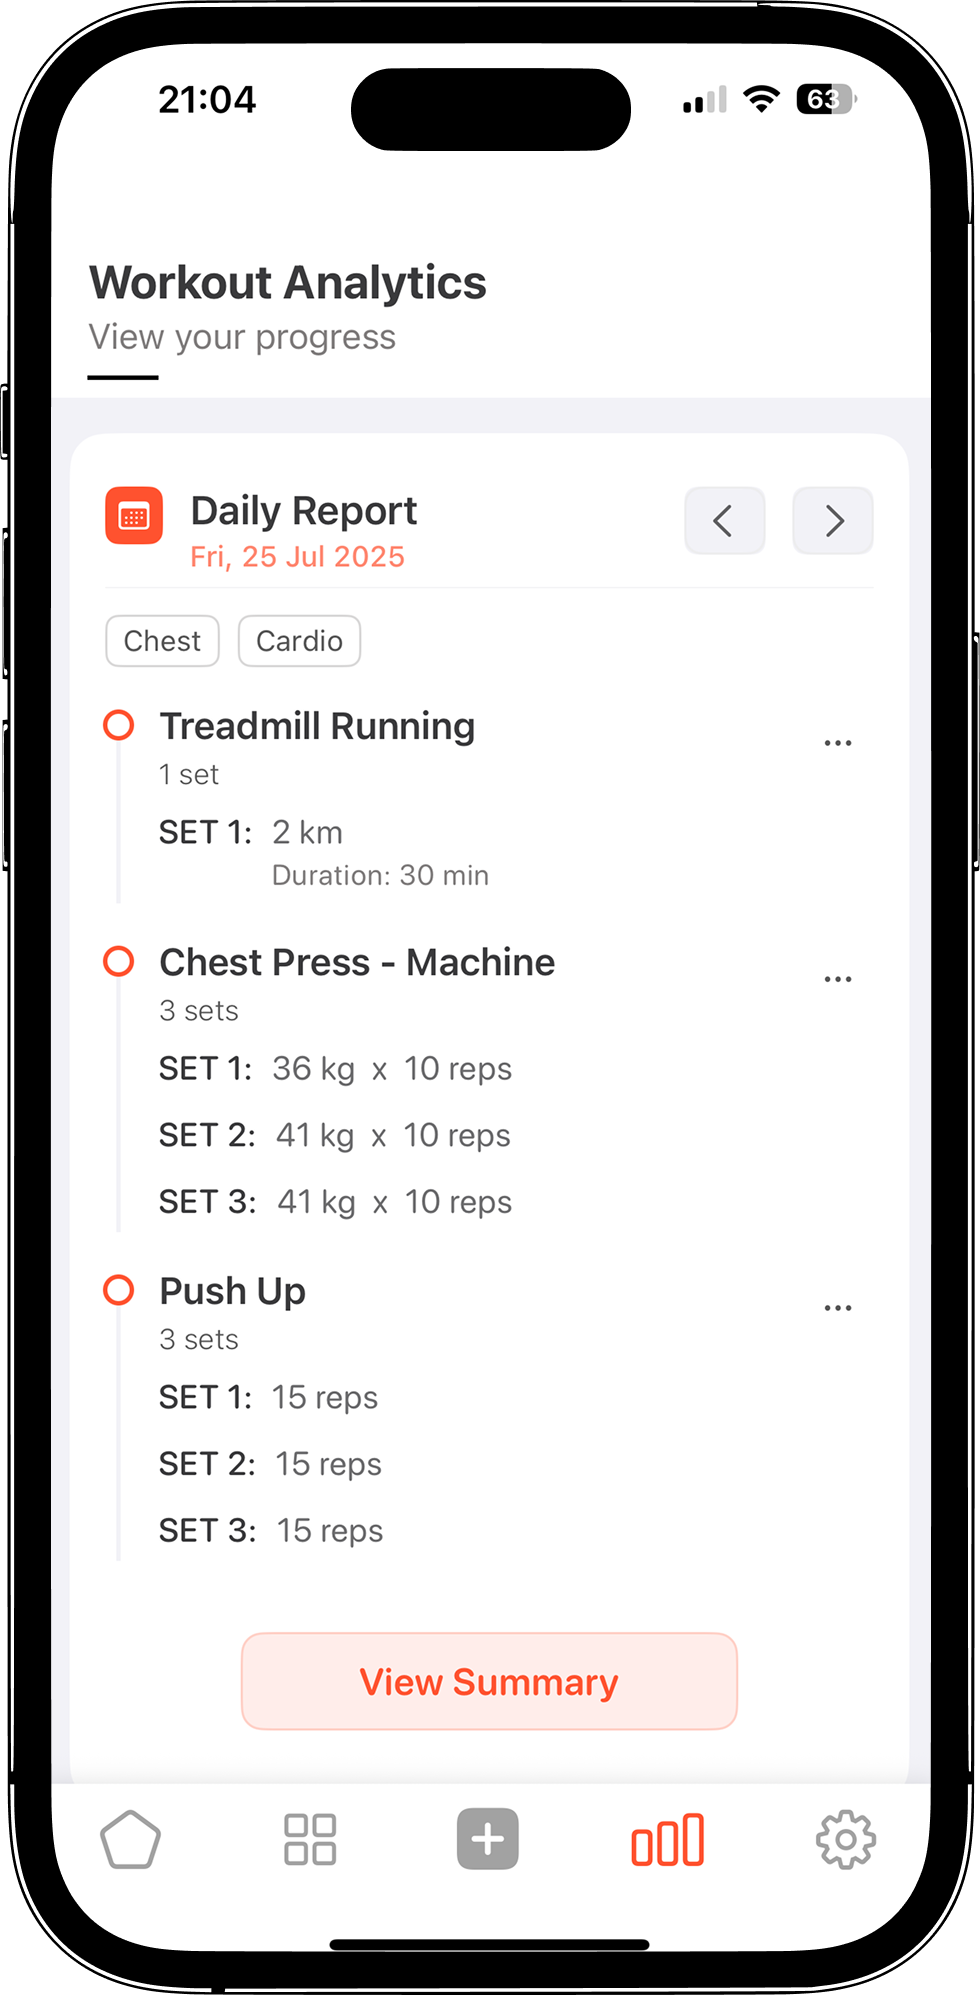 21:04
63
Workout Analytics
View your progress
Daily Report
Fri, 25 Jul 2025
Chest
Cardio
Treadmill Running
1 set
SET 1: 2 km
Duration: 30 min
Chest Press - Machine
3 sets
SET 1: 36 kg x 10 reps
SET 2: 41 kg x 10 reps
SET 3: 41 kg x 10 reps
Push Up
3 sets
SET 1: 15 reps
SET 2: 15 reps
SET 3: 15 reps
View Summary